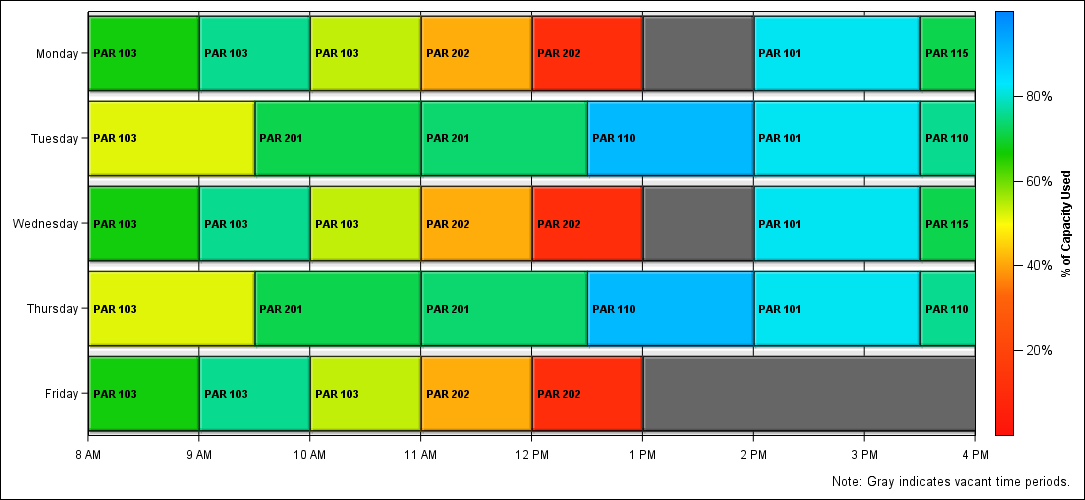 Monday PAR 103 PAR 103 PAR 103 PAR 202 PAR 202 PAR 101 PAR 115
Tuesday PAR 103 PAR 201 PAR 201 PAR 110 PAR 101 PAR 110
Wednesday PAR 103 PAR 103 PAR 103 PAR 202 PAR 202 PAR 101 PAR 115
Thursday PAR 103 PAR 201 PAR 201 PAR 110 PAR 101 PAR 110
Friday PAR 103 PAR 103 PAR 103 PAR 202 PAR 202
8 AM 9 AM 10 AM 11 AM 12 PM 1 PM 2 PM 3 PM 4 PM
80%
60%
40%
20%
% of Capacity Used
Note: Gray indicates vacant time periods.